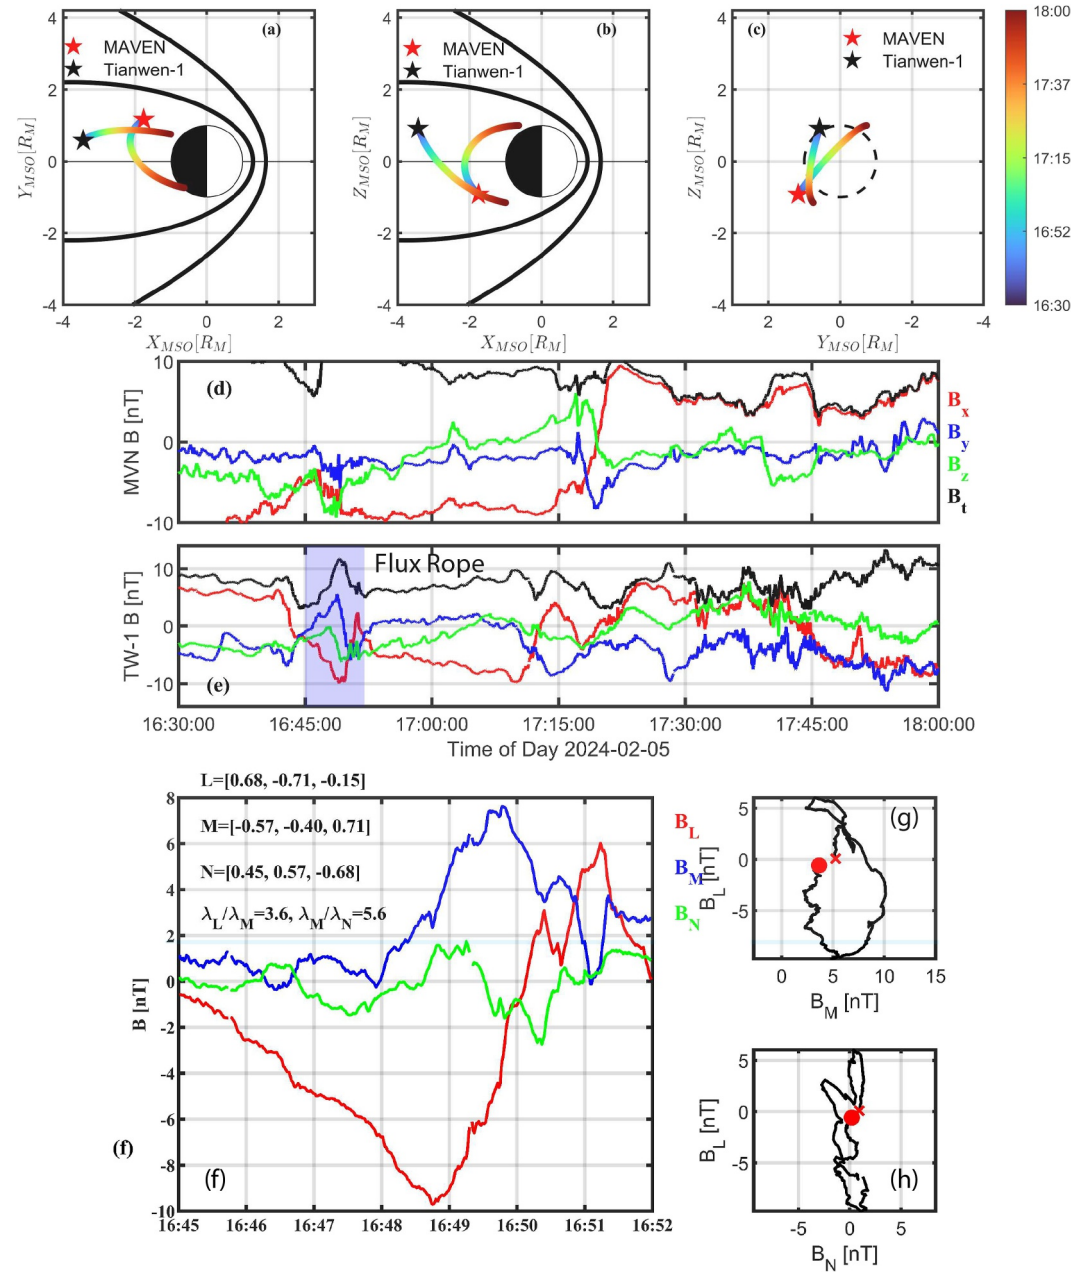 (a)
MAVEN
Tianwen-1
4
2
0
-2
-4
Y_MSO[R_M]
-4 -2 0 2
X_MSO[R_M]
(b)
MAVEN
Tianwen-1
4
2
0
-2
-4
Z_MSO[R_M]
-4 -2 0 2
X_MSO[R_M]
(c)
MAVEN
Tianwen-1
4
2
0
-2
-4
Z_MSO[R_M]
2 0 -2 -4
Y_MSO[R_M]
18:00
17:37
17:15
16:52
16:30
(d)
10
0
-10
MVN B [nT]
B_x
B_y
B_z
B_t
Flux Rope
10
0
-10
TW-1 B [nT]
(e)
16:30:00 16:45:00 17:00:00 17:15:00 17:30:00 17:45:00 18:00:00
Time of Day 2024-02-05
L=[0.68, -0.71, -0.15]
M=[-0.57, -0.40, 0.71]
N=[0.45, 0.57, -0.68]
λ_L/λ_M=3.6, λ_M/λ_N=5.6
8
6
4
2
0
-2
-4
-6
-8
-10
B [nT]
(f)
(f)
16:45 16:46 16:47 16:48 16:49 16:50 16:51 16:52
B_L
B_M
B_N
(g)
5
0
-5
B_L [nT]
0 5 10 15
B_M [nT]
(h)
5
0
-5
B_L [nT]
-5 0 5
B_N [nT]